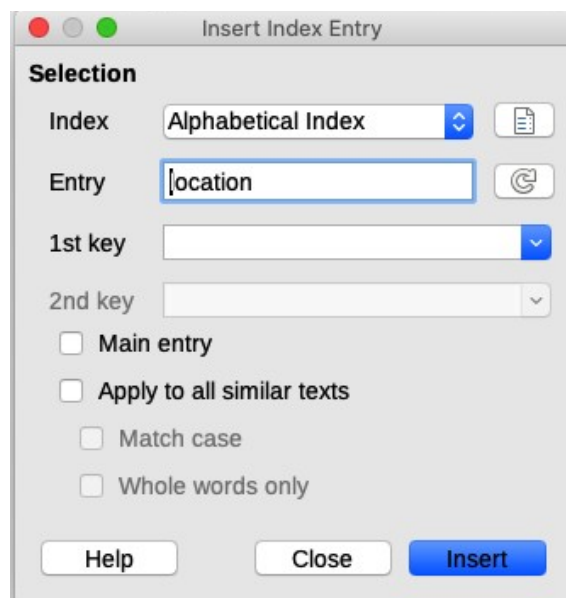 Insert Index Entry
Selection
Index Alphabetical Index
Entry location
1st key
2nd key
Main entry
Apply to all similar texts
Match case
Whole words only
Help Close Insert